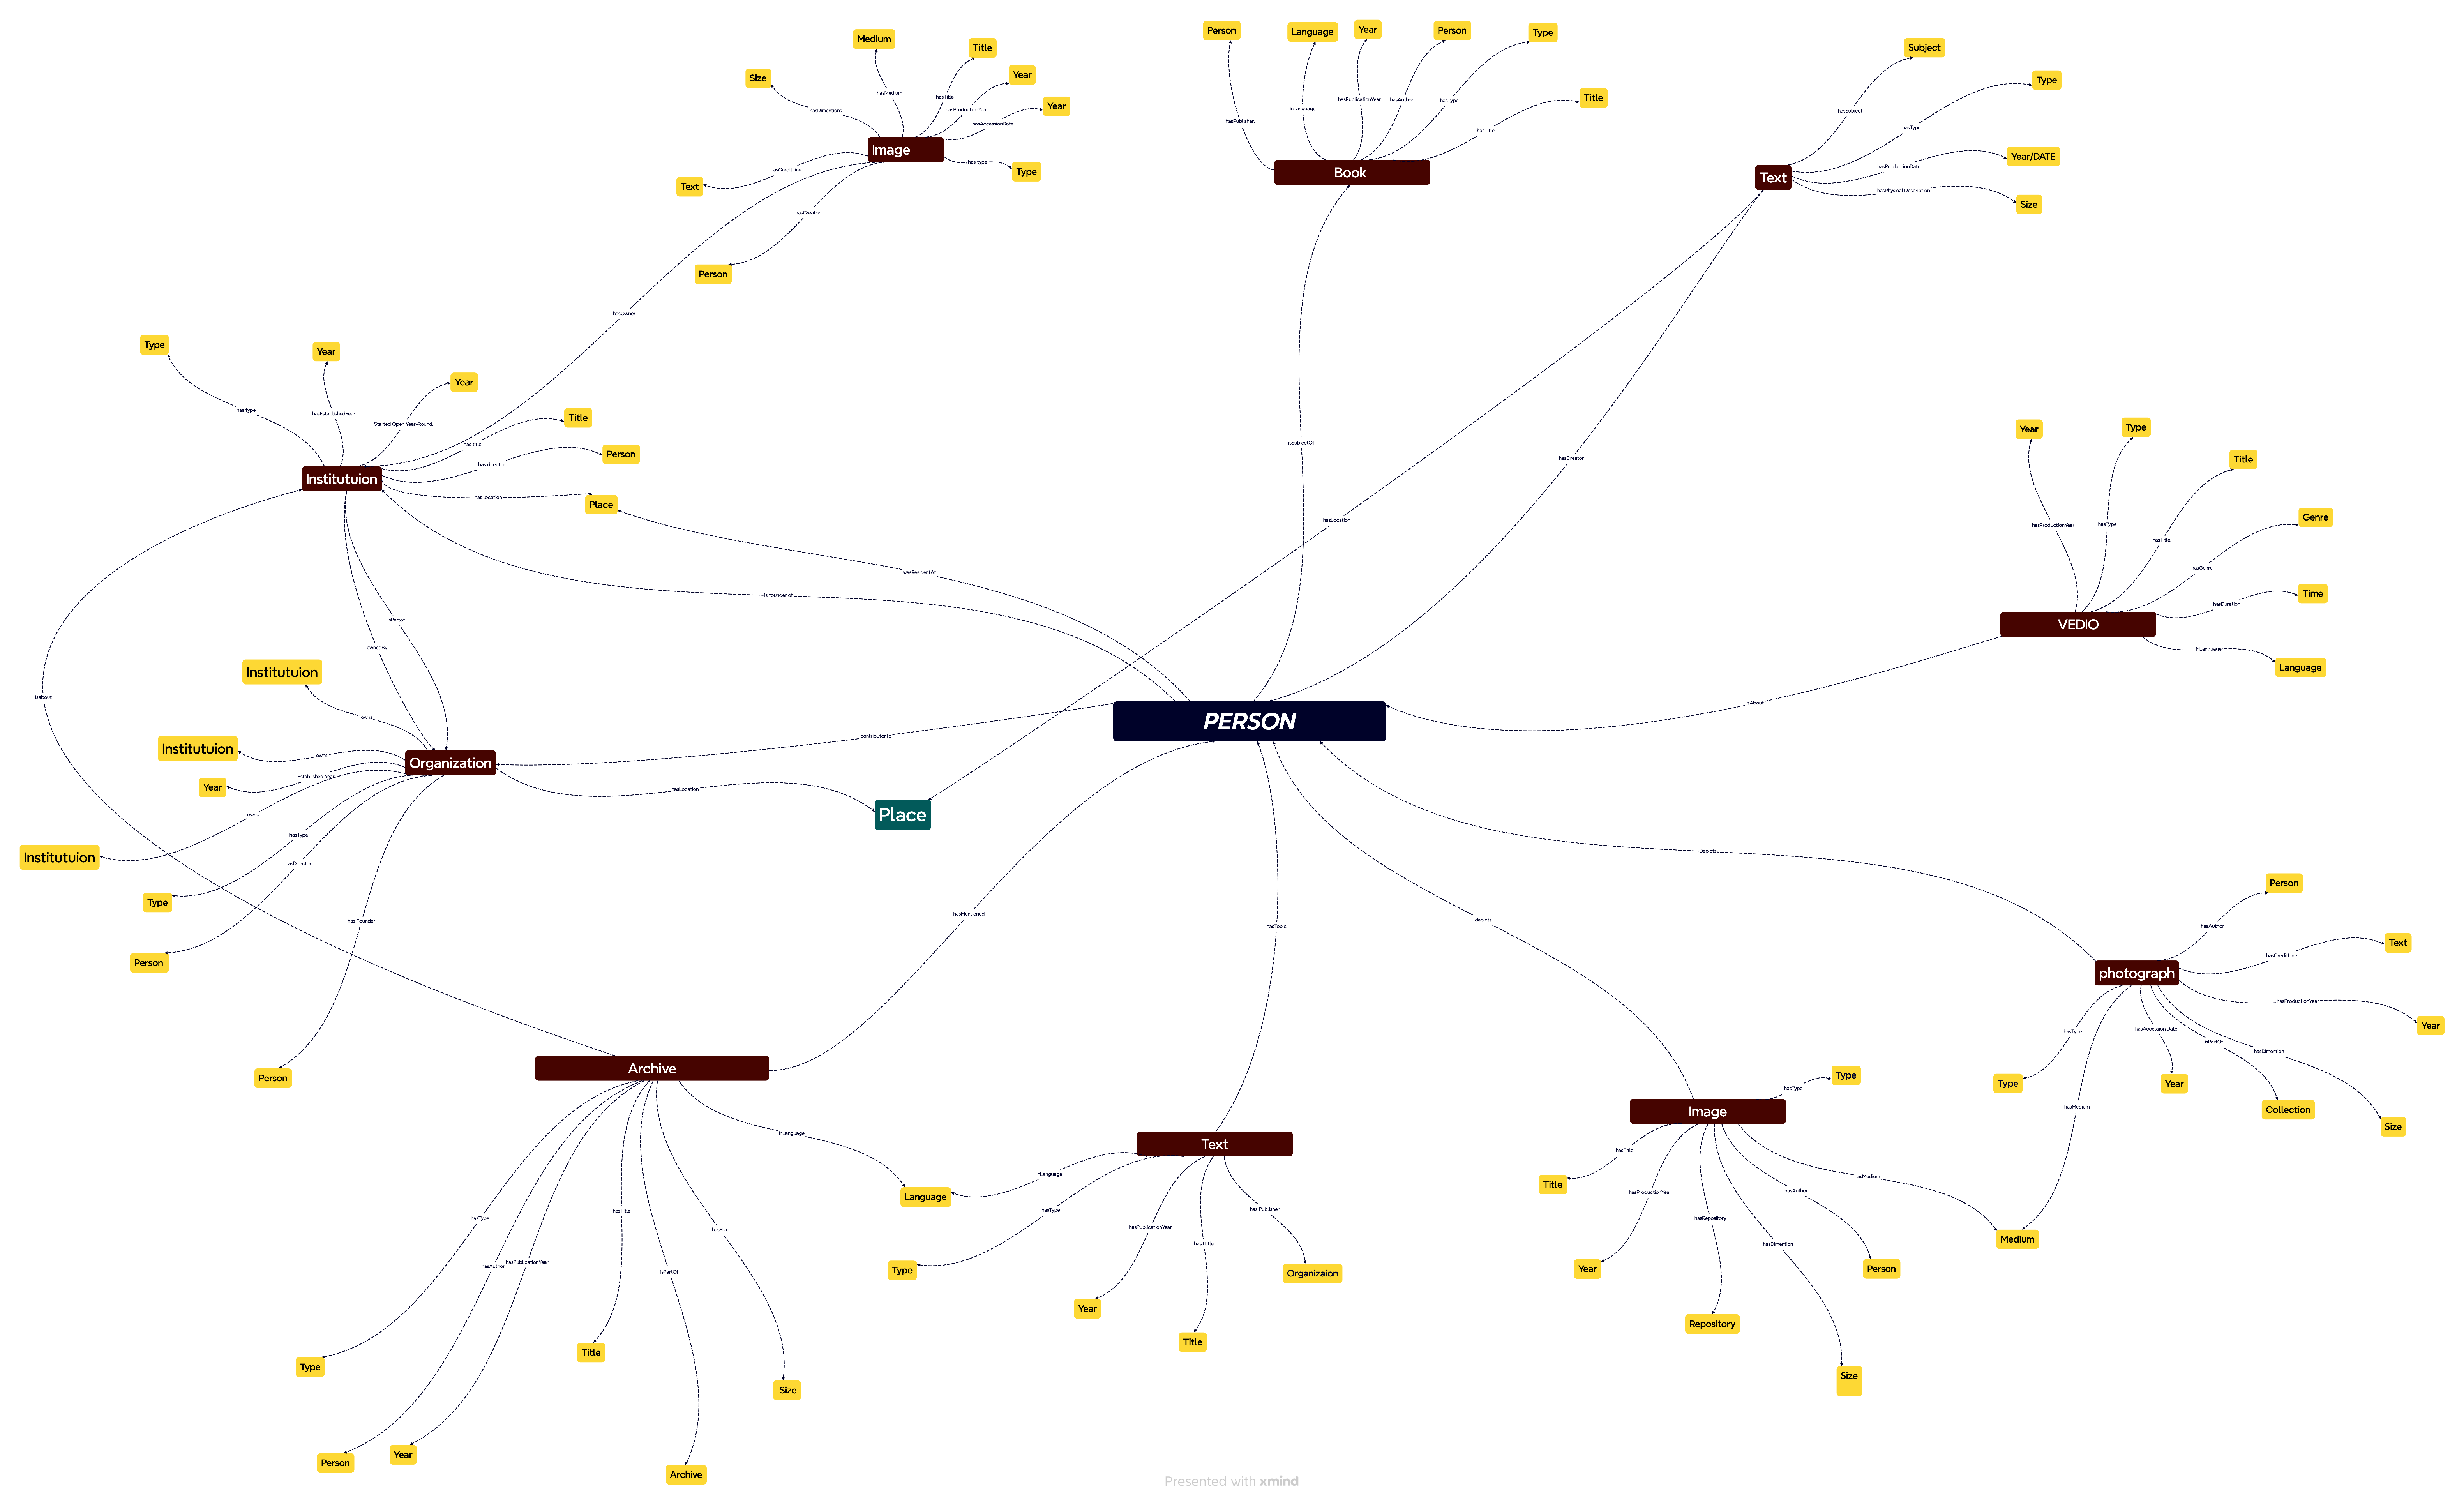 Medium
Title
Size
Year
Year
hasDimentions
hasMedium
hasTitle
hasProductionYear
hasAccessionDate
Image
has type
Type
hasCreditLine
Text
hasCreator
Person
hasOwner
Person
Language
Year
Person
Type
Title
hasPublisher
inLanguage
hasPublicationYear
hasAuthor
hasType
hasTitle
Book
Subject
Type
Year/DATE
Size
hasSubject
hasType
hasProductionDate
hasPhysical Description
Text
Type
Year
Year
Title
Person
Place
has type
hasEstablishedYear
Started Open Year-Round
has title
has director
has location
Institutuion
isSubjectOf
hasCreator
hasLocation
wasResidentAt
Is founder of
isPartof
ownedBy
isabout
Year
Type
Title
Genre
Time
Language
hasProductionYear
hasType
hasTitle
hasGenre
hasDuration
inLanguage
VEDIO
isAbout
PERSON
contributorTo
Institutuion
owns
Institutuion
owns
Organization
Year
Established Year
hasLocation
Place
owns
Institutuion
hasType
hasDirector
Type
has Founder
Person
Person
hasMentioned
hasTopic
depicts
Depicts
Person
hasAuthor
Text
hasCreditLine
photograph
hasProductionYear
Year
hasType
hasAccessionDate
isPartOf
hasDimention
hasMedium
Type
Year
Collection
Size
Archive
inLanguage
Language
hasType
hasAuthor
hasPublicationYear
hasTitle
isPartOf
hasSize
Type
Title
Size
Person
Year
Archive
Text
inLanguage
hasType
hasPublicationYear
hasTtitle
has Publisher
Type
Year
Title
Organizaion
Type
hasType
Image
hasTitle
hasProductionYear
hasRepository
hasDimention
hasAuthor
hasMedium
Title
Year
Repository
Size
Person
Medium
Presented with xmind